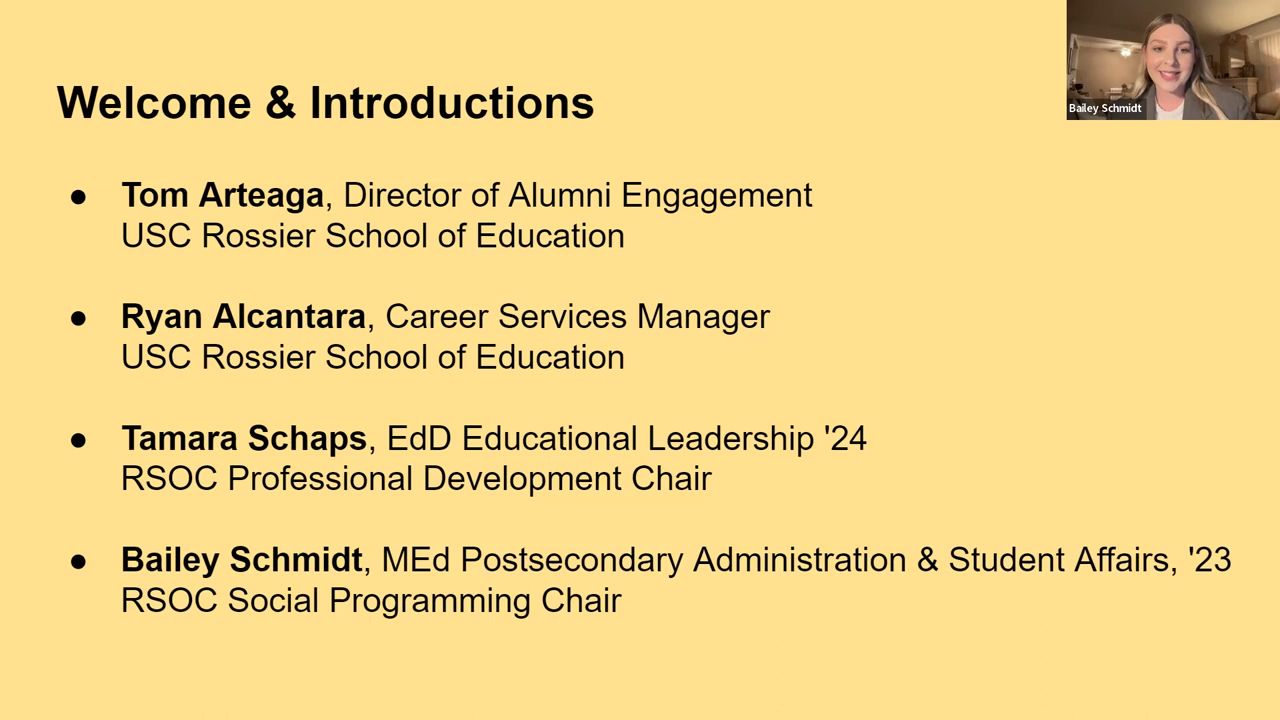 Welcome & Introductions
Bailey Schmidt
● Tom Arteaga, Director of Alumni Engagement
USC Rossier School of Education
● Ryan Alcantara, Career Services Manager
USC Rossier School of Education
● Tamara Schaps, EdD Educational Leadership '24
RSOC Professional Development Chair
● Bailey Schmidt, MEd Postsecondary Administration & Student Affairs, '23
RSOC Social Programming Chair